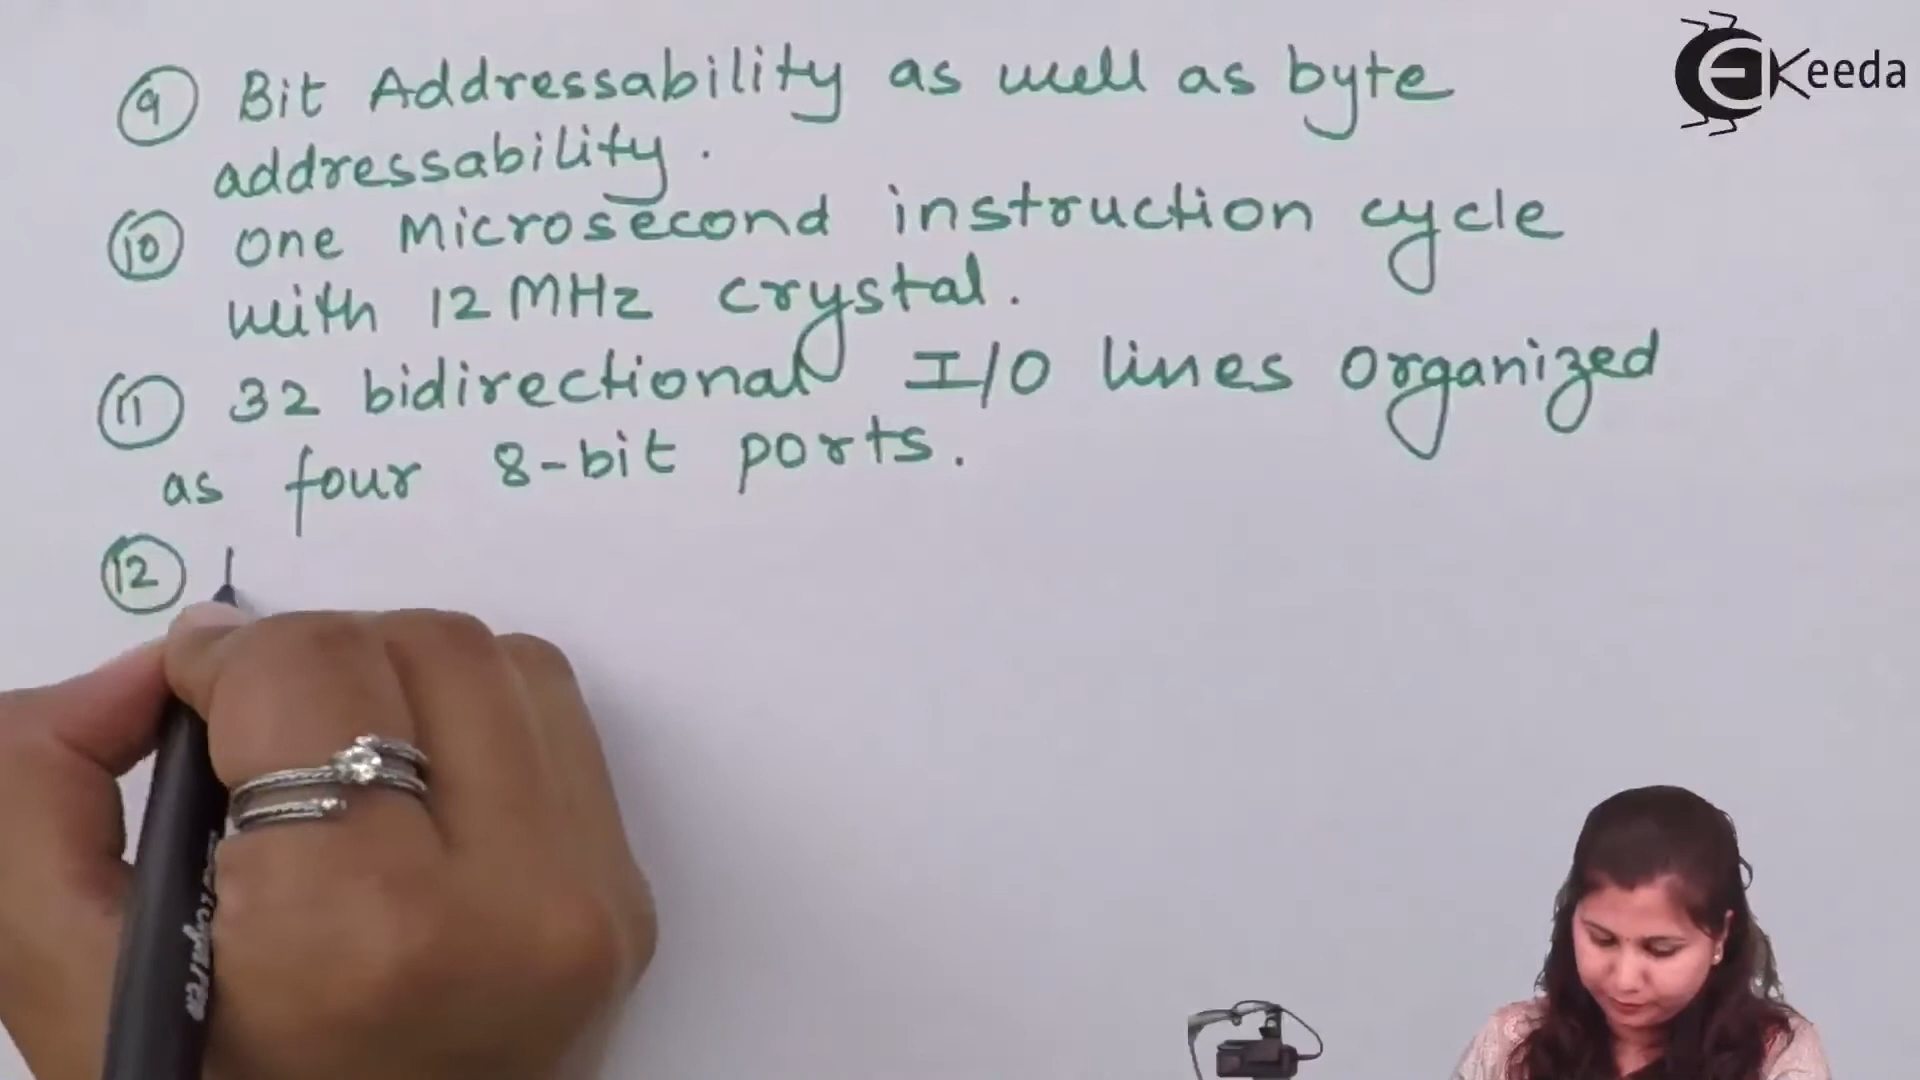 9 Bit Addressability as well as byte
addressability.
10 one Microsecond instruction cycle
with 12 MHz crystal.
11 32 bidirectional I/O lines organized
as four 8-bit ports.
12
EKeeda